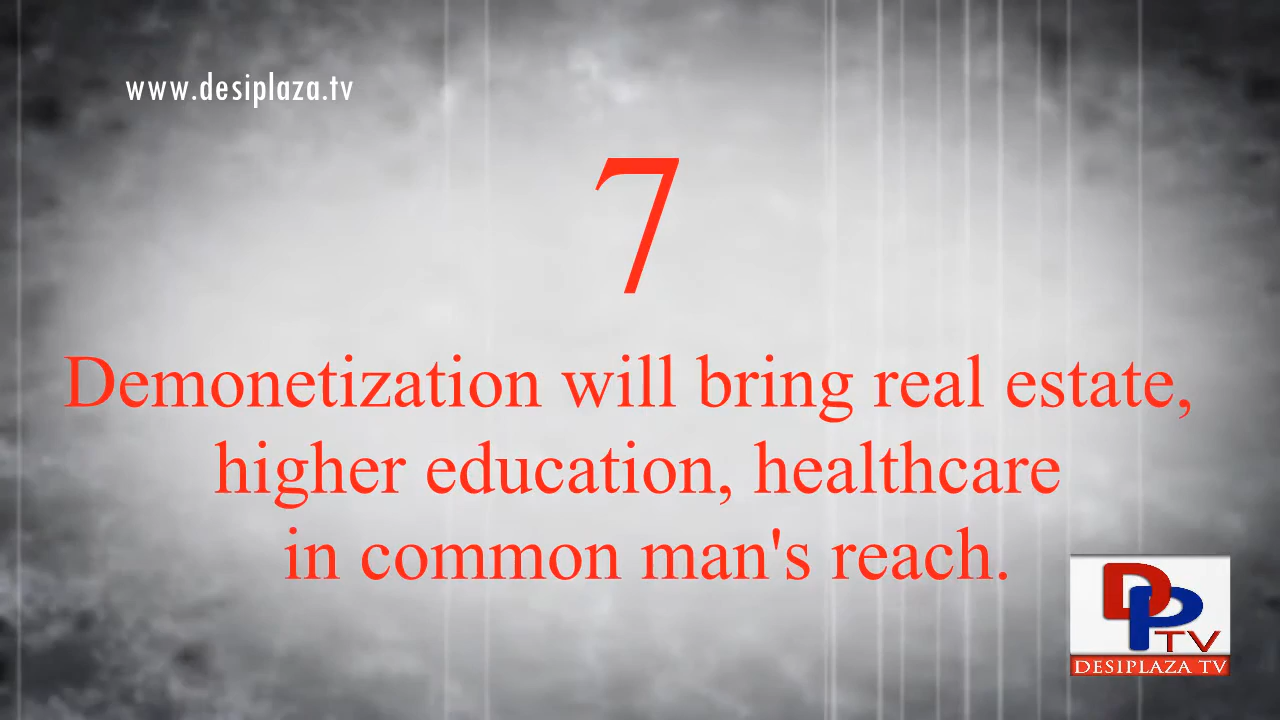 www.desiplaza.tv
7
Demonetization will bring real estate,
higher education, healthcare
in common man's reach.
DP
TV
DESIPLAZA TV